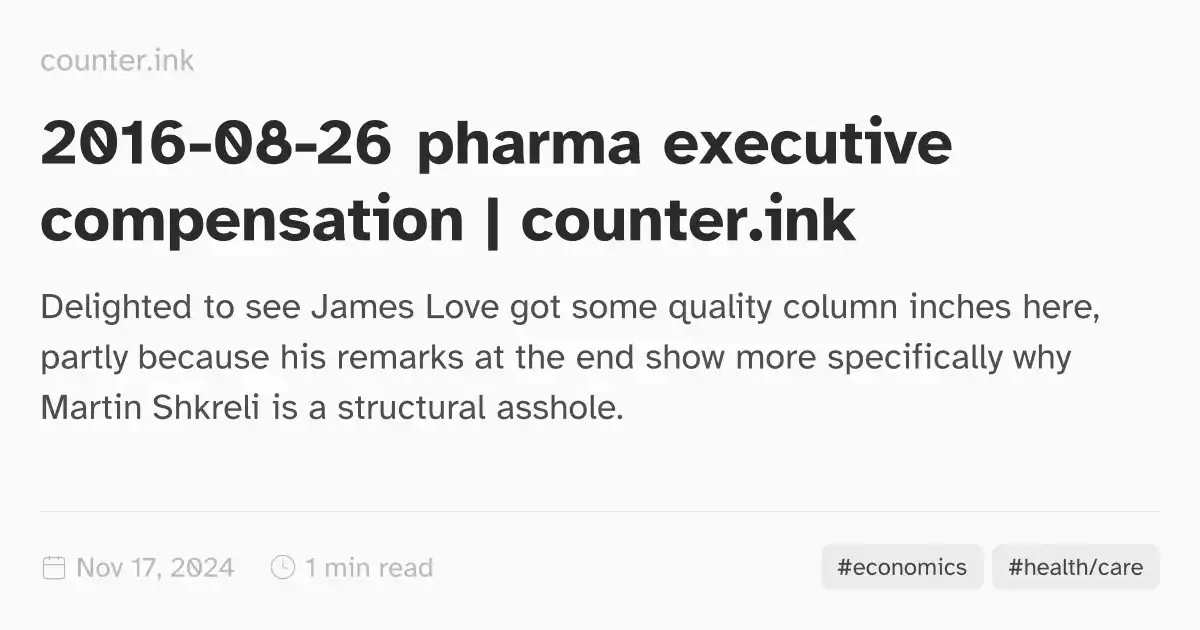 counter.ink
2016-08-26 pharma executive
compensation | counter.ink
Delighted to see James Love got some quality column inches here,
partly because his remarks at the end show more specifically why
Martin Shkreli is a structural asshole.
Nov 17, 2024 1 min read #economics #health/care